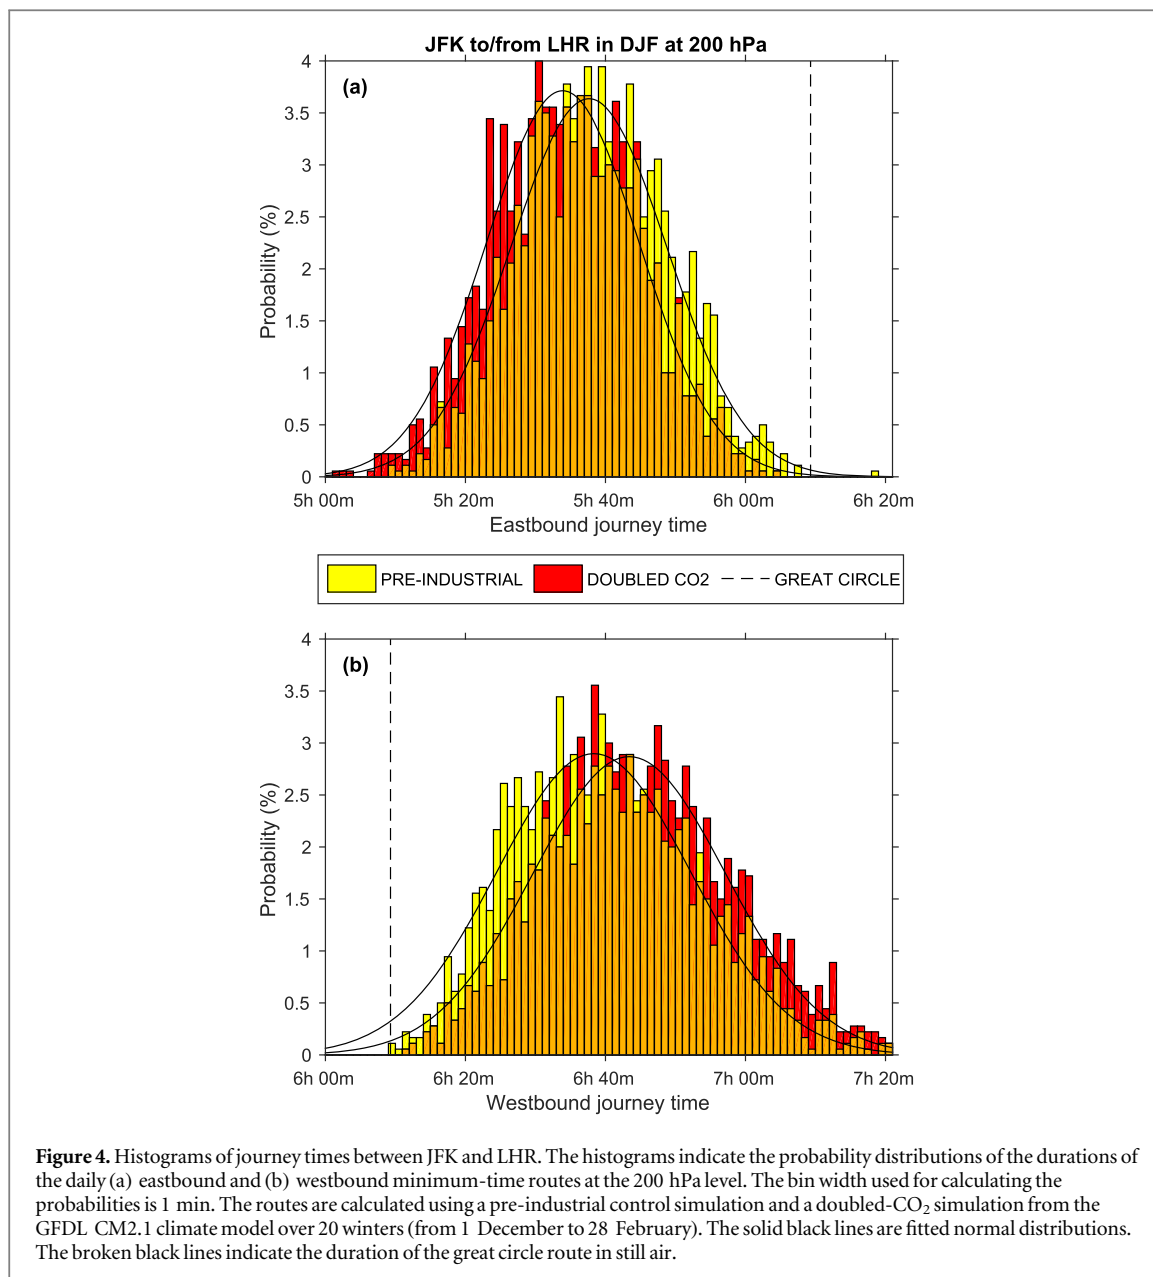 JFK to/from LHR in DJF at 200 hPa
(a)
4
3.5
3
2.5
2
1.5
1
0.5
0
Probability (%)
5h 00m 5h 20m 5h 40m 6h 00m 6h 20m
Eastbound journey time
PRE-INDUSTRIAL DOUBLED CO2 GREAT CIRCLE
(b)
4
3.5
3
2.5
2
1.5
1
0.5
0
Probability (%)
6h 00m 6h 20m 6h 40m 7h 00m 7h 20m
Westbound journey time
Figure 4. Histograms of journey times between JFK and LHR. The histograms indicate the probability distributions of the durations of
the daily (a) eastbound and (b) westbound minimum-time routes at the 200 hPa level. The bin width used for calculating the
probabilities is 1 min. The routes are calculated using a pre-industrial control simulation and a doubled-CO₂ simulation from the
GFDL CM2.1 climate model over 20 winters (from 1 December to 28 February). The solid black lines are fitted normal distributions.
The broken black lines indicate the duration of the great circle route in still air.